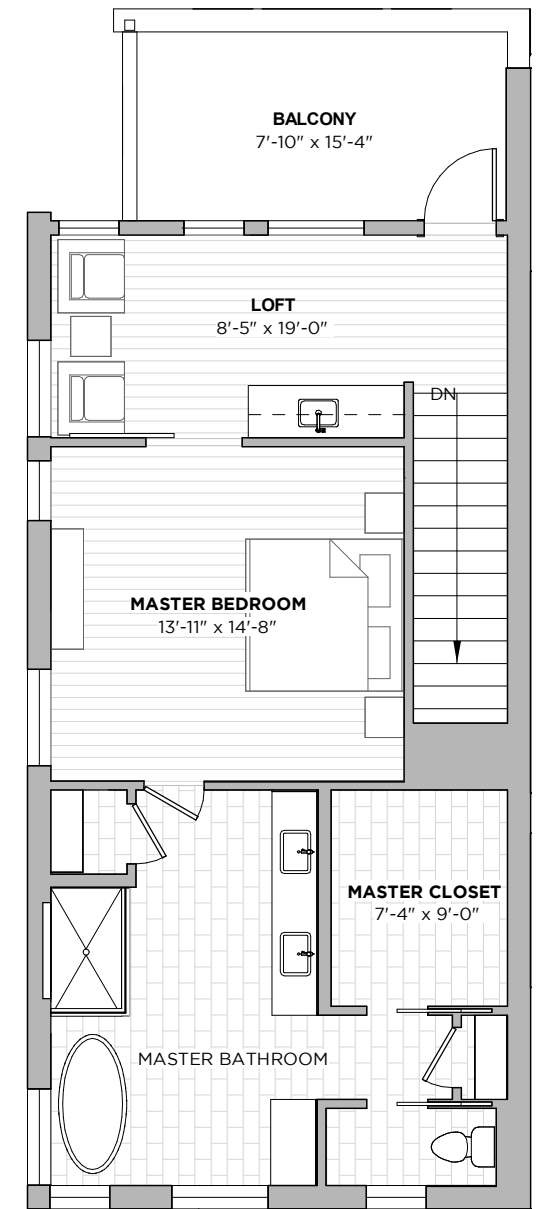 BALCONY
7'-10" x 15'-4"
LOFT
8'-5" x 19'-0"
DN
MASTER BEDROOM
13'-11" x 14'-8"
MASTER CLOSET
7'-4" x 9'-0"
MASTER BATHROOM